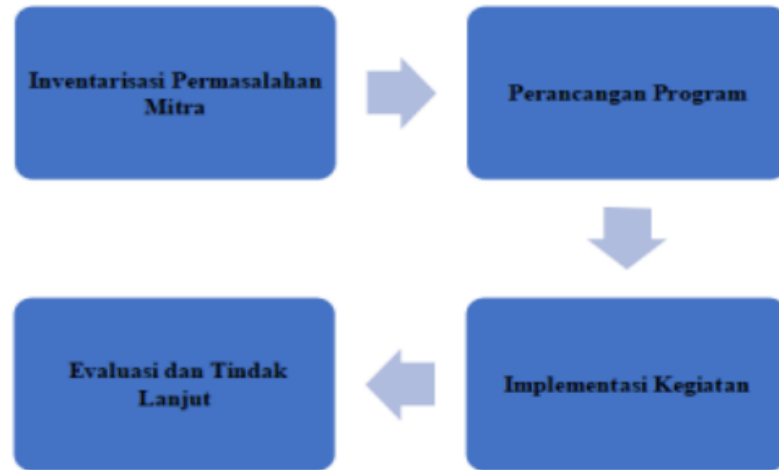 Inventarisasi Permasalahan
Mitra
Perancangan Program
Implementasi Kegiatan
Evaluasi dan Tindak
Lanjut